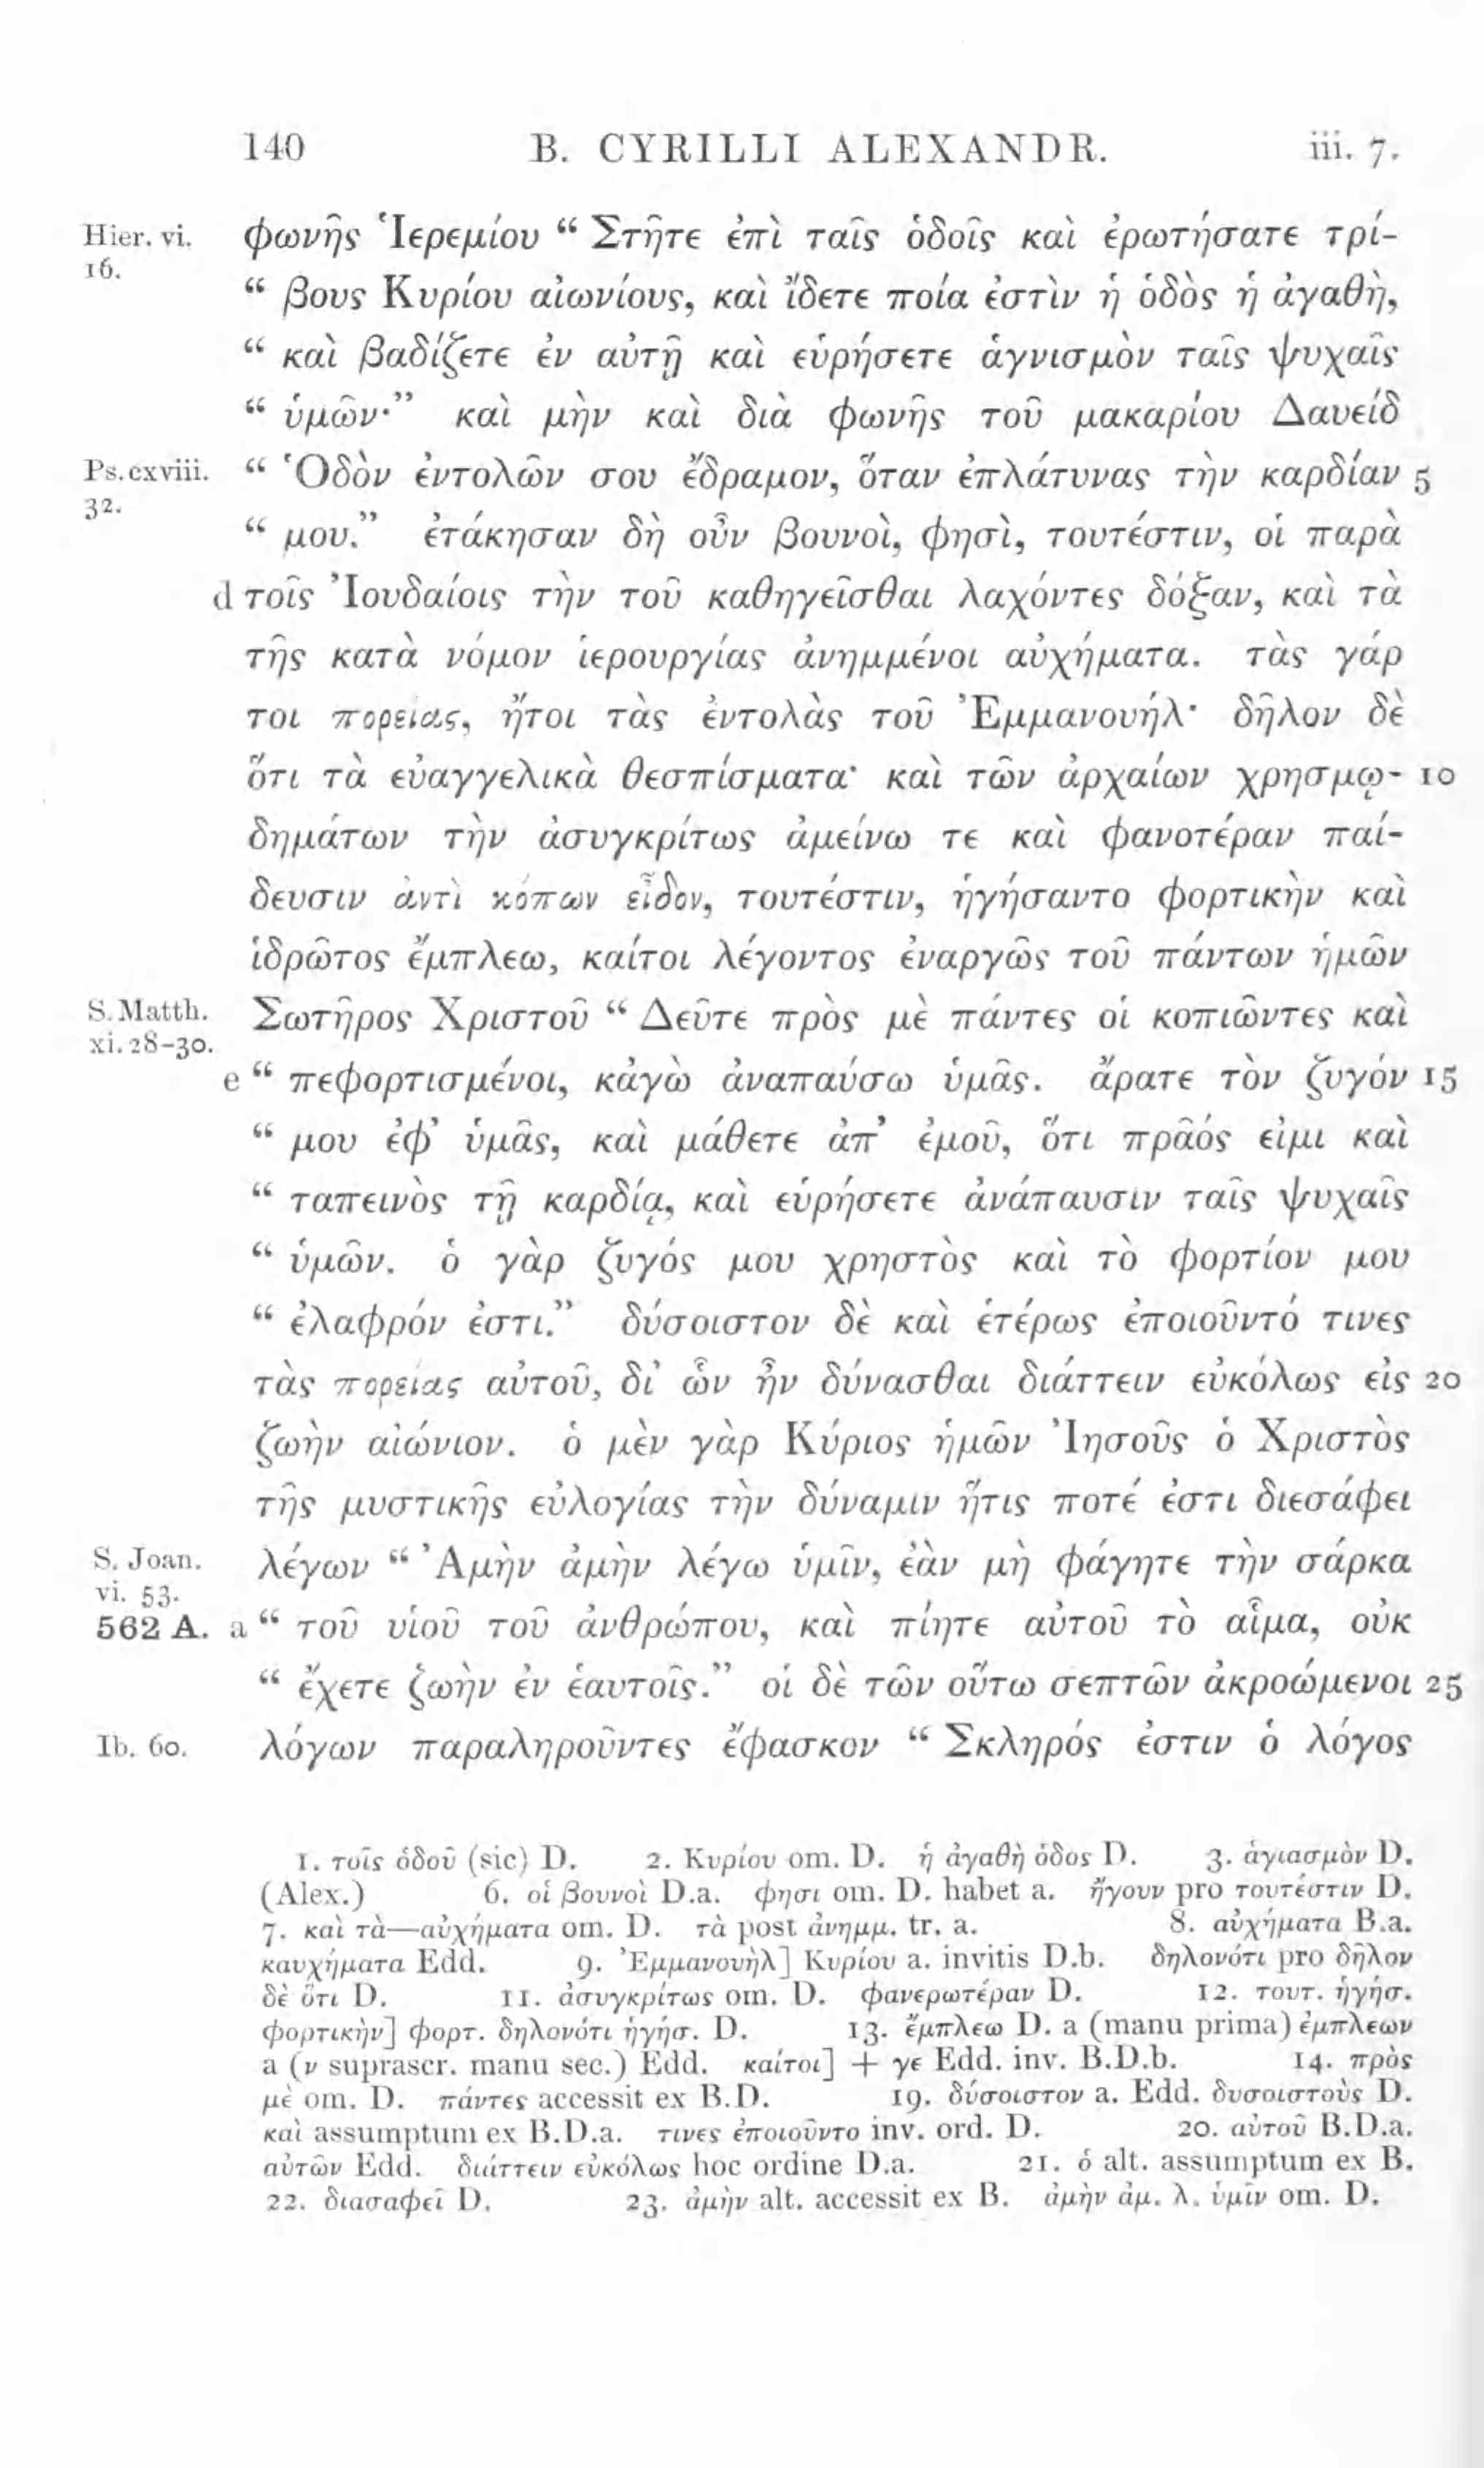 140 B. CYRILLI ALEXANDR. iii. 7.
Hier. vi. φωνῆς Ἱερεμίου “ Στῆτε ἐπὶ ταῖς ὁδοῖς καὶ ἐρωτήσατε τρί-
16.
“ βους Κυρίου αἰωνίους, καὶ ἴδετε ποία ἐστὶν ἡ ὁδὸς ἡ ἀγαθὴ,
“ καὶ βαδίζετε ἐν αὐτῇ καὶ εὑρήσετε ἁγνισμὸν ταῖς ψυχαῖς
“ ὑμῶν·” καὶ μὴν καὶ διὰ φωνῆς τοῦ μακαρίου Δαυείδ
Ps. cxviii. “ Ὁδὸν ἐντολῶν σου ἔδραμον, ὅταν ἐπλάτυνας τὴν καρδίαν 5
32.
“ μου.” ἐτάκησαν δὴ οὖν βουνοὶ, φησὶ, τουτέστιν, οἱ παρὰ
d τοῖς Ἰουδαίοις τὴν τοῦ καθηγεῖσθαι λαχόντες δόξαν, καὶ τὰ
τῆς κατὰ νόμον ἱερουργίας ἀνημμένοι αὐχήματα. τὰς γάρ
τοι πορείας, ἤτοι τὰς ἐντολὰς τοῦ Ἐμμανουήλ· δῆλον δὲ
ὅτι τὰ εὐαγγελικὰ θεσπίσματα· καὶ τῶν ἀρχαίων χρησμῳ- 10
δημάτων τὴν ἀσυγκρίτως ἀμείνω τε καὶ φανοτέραν παί-
δευσιν ἀντὶ κόπων εἶδον, τουτέστιν, ἡγήσαντο φορτικὴν καὶ
ἱδρῶτος ἔμπλεω, καίτοι λέγοντος ἐναργῶς τοῦ πάντων ἡμῶν
S. Matth. Σωτῆρος Χριστοῦ “ Δεῦτε πρὸς μὲ πάντες οἱ κοπιῶντες καὶ
xi. 28-30.
e “ πεφορτισμένοι, κἀγὼ ἀναπαύσω ὑμᾶς. ἄρατε τὸν ζυγόν 15
“ μου ἐφ’ ὑμᾶς, καὶ μάθετε ἀπ’ ἐμοῦ, ὅτι πρᾶός εἰμι καὶ
“ ταπεινὸς τῇ καρδίᾳ, καὶ εὑρήσετε ἀνάπαυσιν ταῖς ψυχαῖς
“ ὑμῶν. ὁ γὰρ ζυγός μου χρηστὸς καὶ τὸ φορτίον μου
“ ἐλαφρόν ἐστι.” δύσοιστον δὲ καὶ ἑτέρως ἐποιοῦντό τινες
τὰς πορείας αὐτοῦ, δι’ ὧν ἦν δύνασθαι διάττειν εὐκόλως εἰς 20
ζωὴν αἰώνιον. ὁ μὲν γὰρ Κύριος ἡμῶν Ἰησοῦς ὁ Χριστὸς
τῆς μυστικῆς εὐλογίας τὴν δύναμιν ἥτις ποτέ ἐστι διεσάφει
S. Joan. λέγων “ Ἀμὴν ἀμὴν λέγω ὑμῖν, ἐὰν μὴ φάγητε τὴν σάρκα
vi. 53.
562 A. a “ τοῦ υἱοῦ τοῦ ἀνθρώπου, καὶ πίητε αὐτοῦ τὸ αἷμα, οὐκ
“ ἔχετε ζωὴν ἐν ἑαυτοῖς.” οἱ δὲ τῶν οὕτω σεπτῶν ἀκροώμενοι 25
Ib. 60. λόγων παραληροῦντες ἔφασκον “ Σκληρός ἐστιν ὁ λόγος
1. τοῖς ὁδοῦ (sic) D. 2. Κυρίου om. D. ἡ ἀγαθὴ ὁδὸς D. 3. ἁγιασμὸν D.
(Alex.) 6. οἱ βουνοὶ D.a. φησι om. D. habet a. ἤγουν pro τουτέστιν D.
7. καὶ τὰ—αὐχήματα om. D. τὰ post ἀνημμ. tr. a. 8. αὐχήματα B.a.
καυχήματα Edd. 9. Ἐμμανουὴλ] Κυρίου a. invitis D.b. δηλονότι pro δῆλον
δὲ ὅτι D. 11. ἀσυγκρίτως om. D. φανερωτέραν D. 12. τουτ. ἡγήσ.
φορτικὴν] φορτ. δηλονότι ἡγήσ. D. 13. ἔμπλεω D. a (manu prima) ἐμπλεων
a (ν suprascr. manu sec.) Edd. καίτοι] + γε Edd. inv. B.D.b. 14. πρὸς
μὲ om. D. πάντες accessit ex B.D. 19. δύσοιστον a. Edd. δυσοιστοὺς D.
καὶ assumptum ex B.D.a. τινες ἐποιοῦντο inv. ord. D. 20. αὐτοῦ B.D.a.
αὐτῶν Edd. διάττειν εὐκόλως hoc ordine D.a. 21. ὁ alt. assumptum ex B.
22. διασαφεῖ D. 23. ἀμὴν alt. accessit ex B. ἀμὴν ἀμ. λ. ὑμῖν om. D.